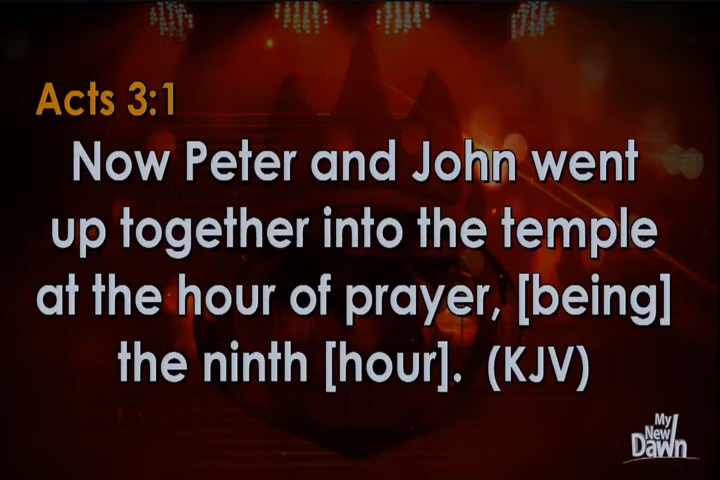 Acts 3:1
Now Peter and John went
up together into the temple
at the hour of prayer, [being]
the ninth [hour]. (KJV)
My
New
Dawn